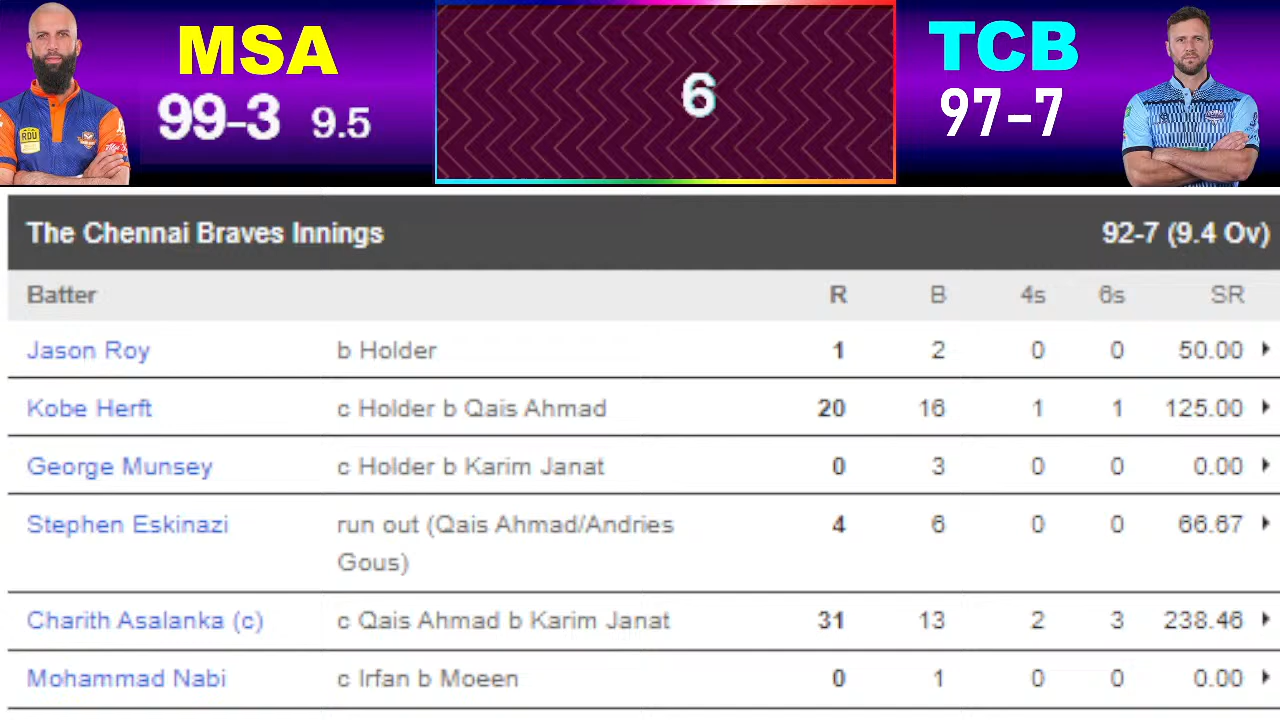 MSA
99-3 9.5
6
TCB
97-7
The Chennai Braves Innings 92-7 (9.4 Ov)
Batter R B 4s 6s SR
Jason Roy b Holder 1 2 0 0 50.00
Kobe Herft c Holder b Qais Ahmad 20 16 1 1 125.00
George Munsey c Holder b Karim Janat 0 3 0 0 0.00
Stephen Eskinazi run out (Qais Ahmad/Andries 4 6 0 0 66.67
Gous)
Charith Asalanka (c) c Qais Ahmad b Karim Janat 31 13 2 3 238.46
Mohammad Nabi c Irfan b Moeen 0 1 0 0 0.00